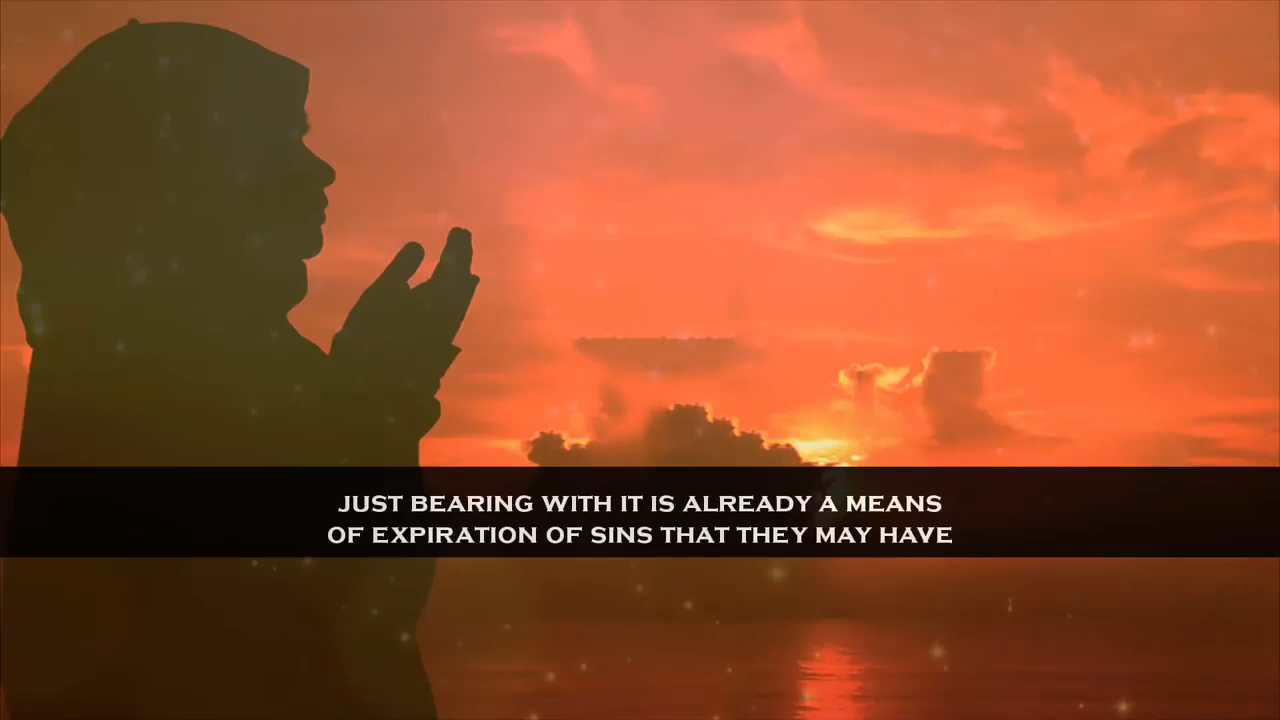 JUST BEARING WITH IT IS ALREADY A MEANS
OF EXPIRATION OF SINS THAT THEY MAY HAVE